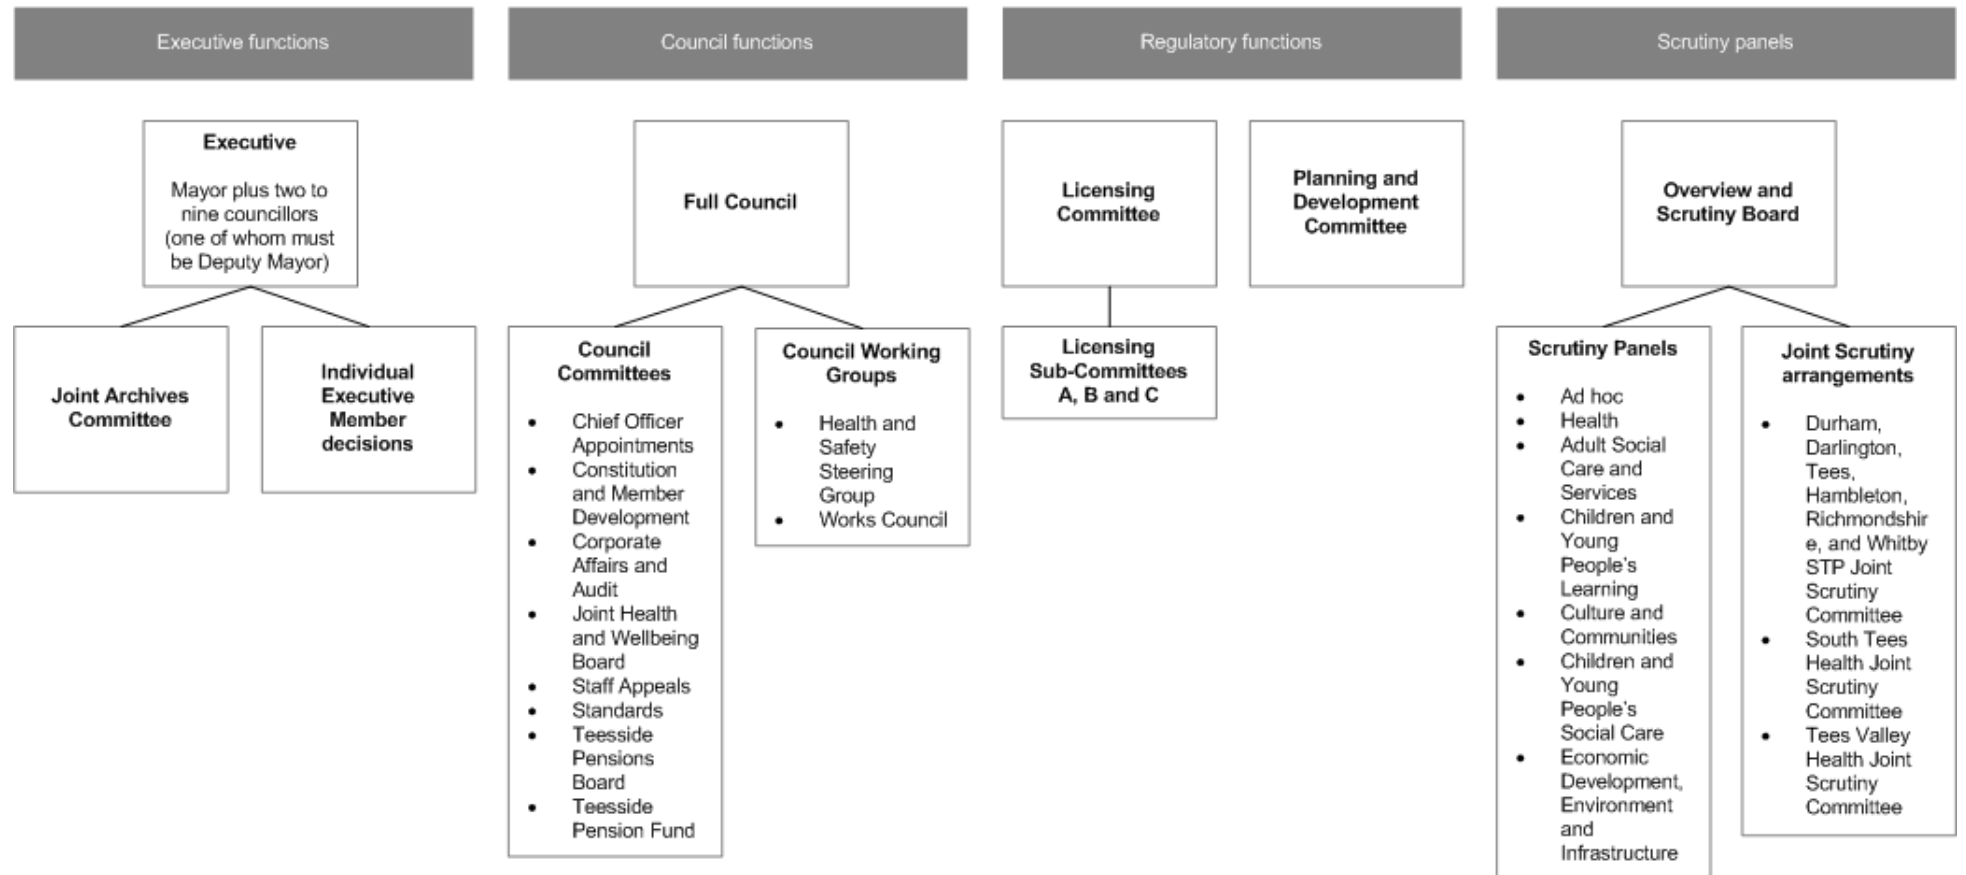 Executive functions
Council functions
Regulatory functions
Scrutiny panels
Executive
Mayor plus two to
nine councillors
(one of whom must
be Deputy Mayor)
Joint Archives
Committee
Individual
Executive
Member
decisions
Full Council
Council
Committees
• Chief Officer
Appointments
• Constitution
and Member
Development
• Corporate
Affairs and
Audit
• Joint Health
and Wellbeing
Board
• Staff Appeals
• Standards
• Teesside
Pensions
Board
• Teesside
Pension Fund
Council Working
Groups
• Health and
Safety
Steering
Group
• Works Council
Licensing
Committee
Licensing
Sub-Committees
A, B and C
Planning and
Development
Committee
Overview and
Scrutiny Board
Scrutiny Panels
• Ad hoc
• Health
• Adult Social
Care and
Services
• Children and
Young
People's
Learning
• Culture and
Communities
• Children and
Young
People's
Social Care
• Economic
Development,
Environment
and
Infrastructure
Joint Scrutiny
arrangements
• Durham,
Darlington,
Tees,
Hambleton,
Richmondshir
e, and Whitby
STP Joint
Scrutiny
Committee
• South Tees
Health Joint
Scrutiny
Committee
• Tees Valley
Health Joint
Scrutiny
Committee